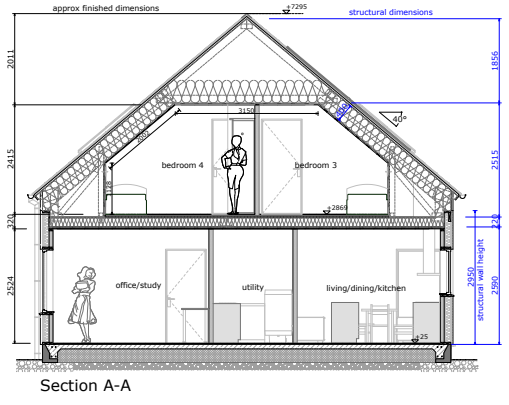 approx finished dimensions
+7295
structural dimensions
2011
1856
3150
400
40°
bedroom 4
bedroom 3
2415
2515
+2869
320
220
2950
structural wall height
office/study
utility
living/dining/kitchen
2524
2590
+25
Section A-A